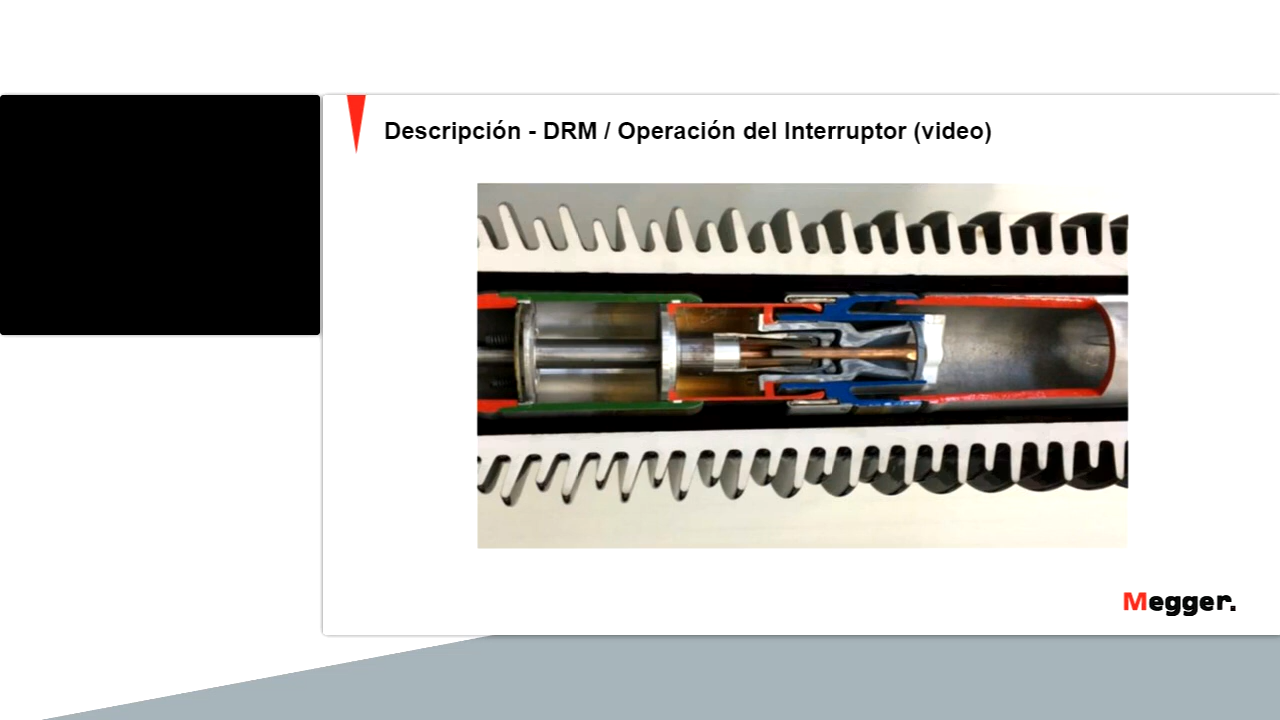 Descripción - DRM / Operación del Interruptor (video)
Megger.